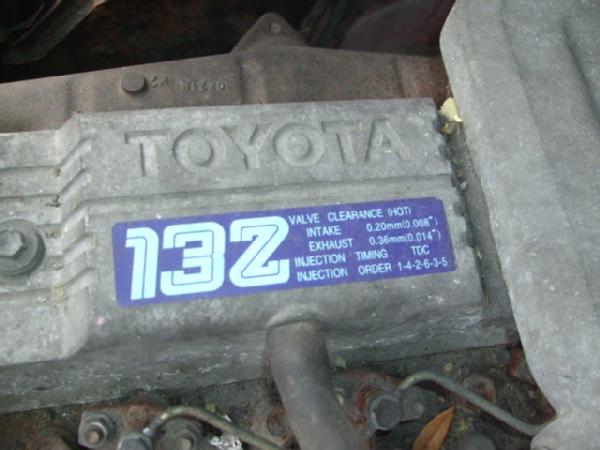 TOYOTA
13Z
VALVE CLEARANCE (HOT)
INTAKE 0.20mm(0.008")
EXHAUST 0.36mm(0.014")
INJECTION TIMING TDC
INJECTION ORDER 1-4-2-6-3-5